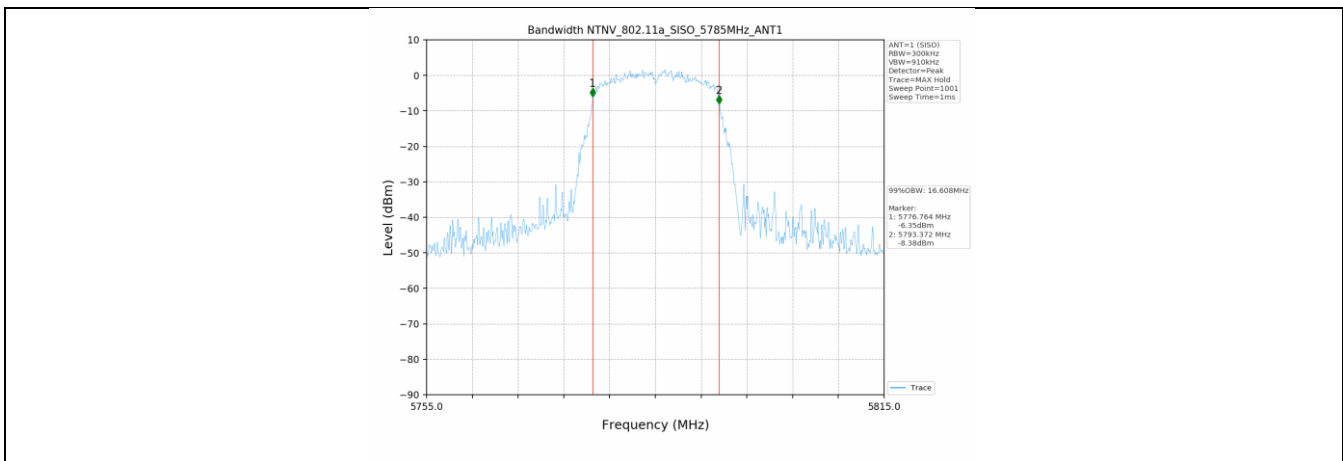 Bandwidth NTNV_802.11a_SISO_5785MHz_ANT1
10
0
−10
−20
−30
−40
−50
−60
−70
−80
−90
Level (dBm)
1
2
5755.0
5815.0
Frequency (MHz)
ANT=1 (SISO)
RBW=300kHz
VBW=910kHz
Detector=Peak
Trace=MAX Hold
Sweep Point=1001
Sweep Time=1ms
99%OBW: 16.608MHz
Marker:
1: 5776.764 MHz
-6.35dBm
2: 5793.372 MHz
-8.38dBm
Trace